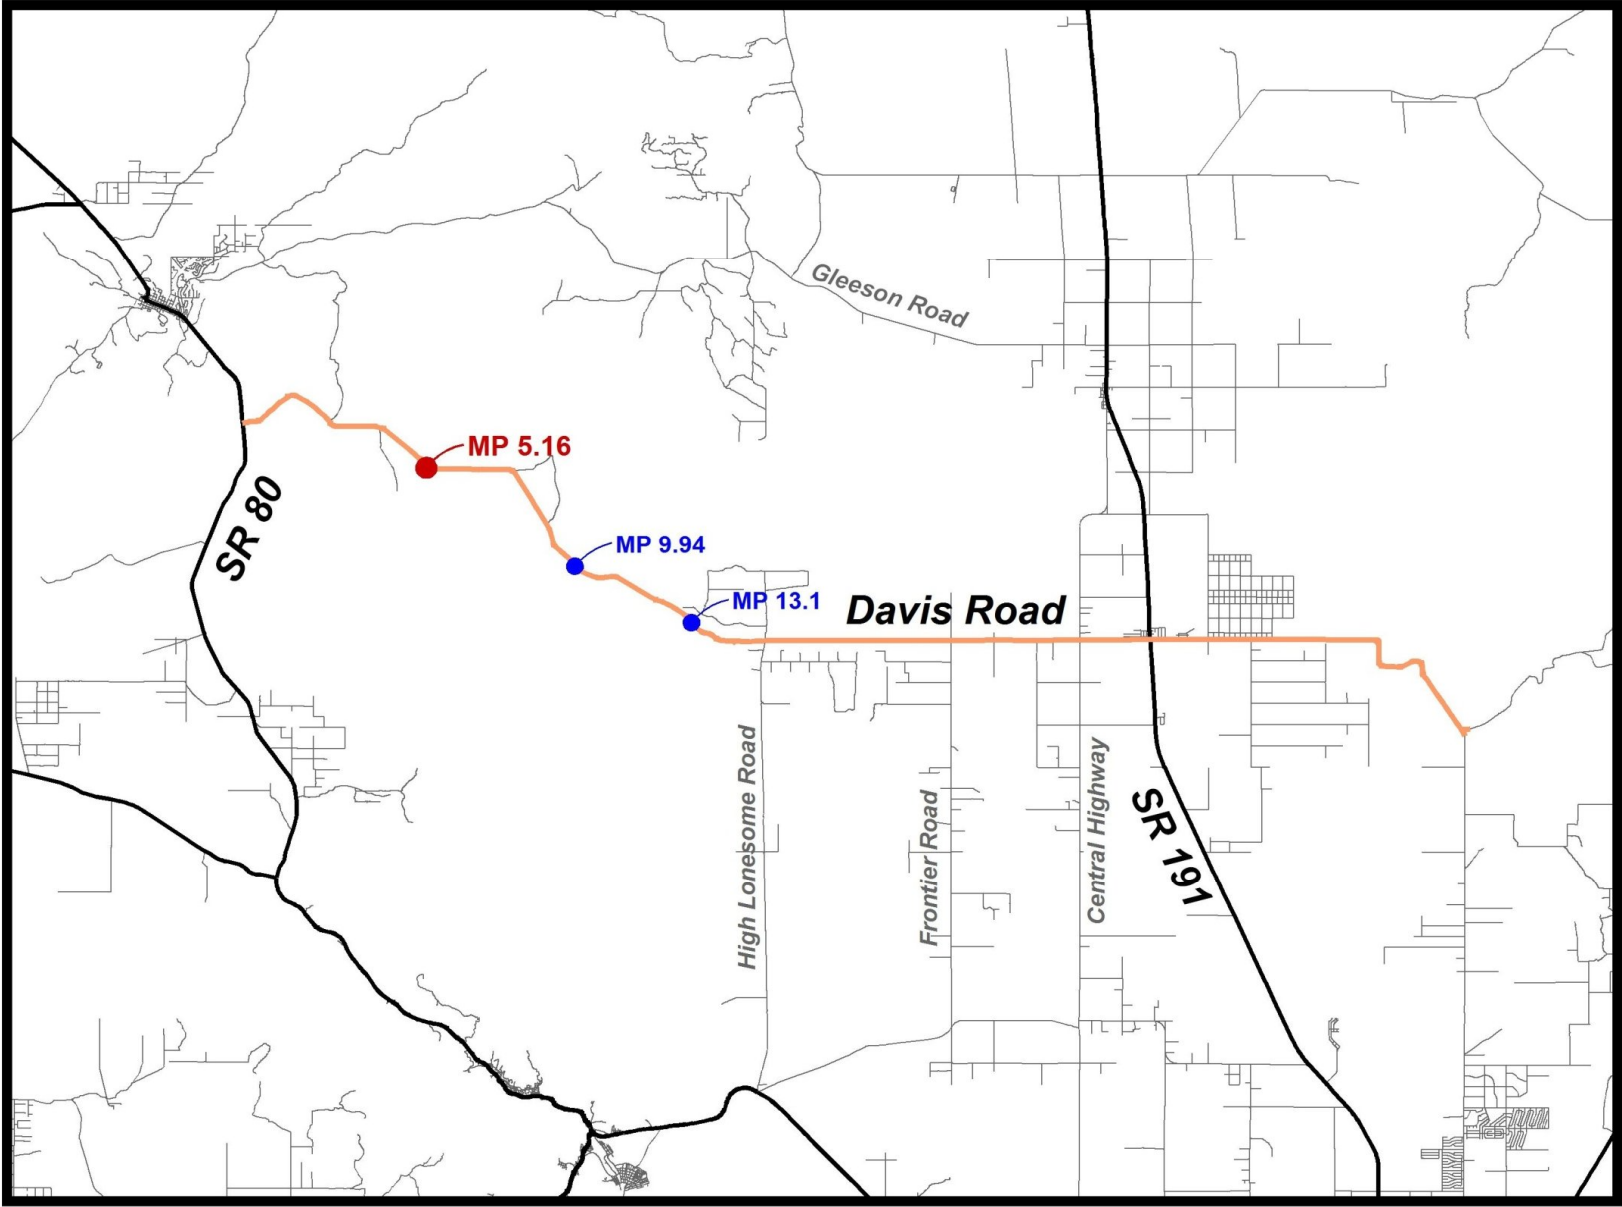 Gleeson Road
MP 5.16
SR 80
MP 9.94
MP 13.1
Davis Road
High Lonesome Road
Frontier Road
Central Highway
SR 191